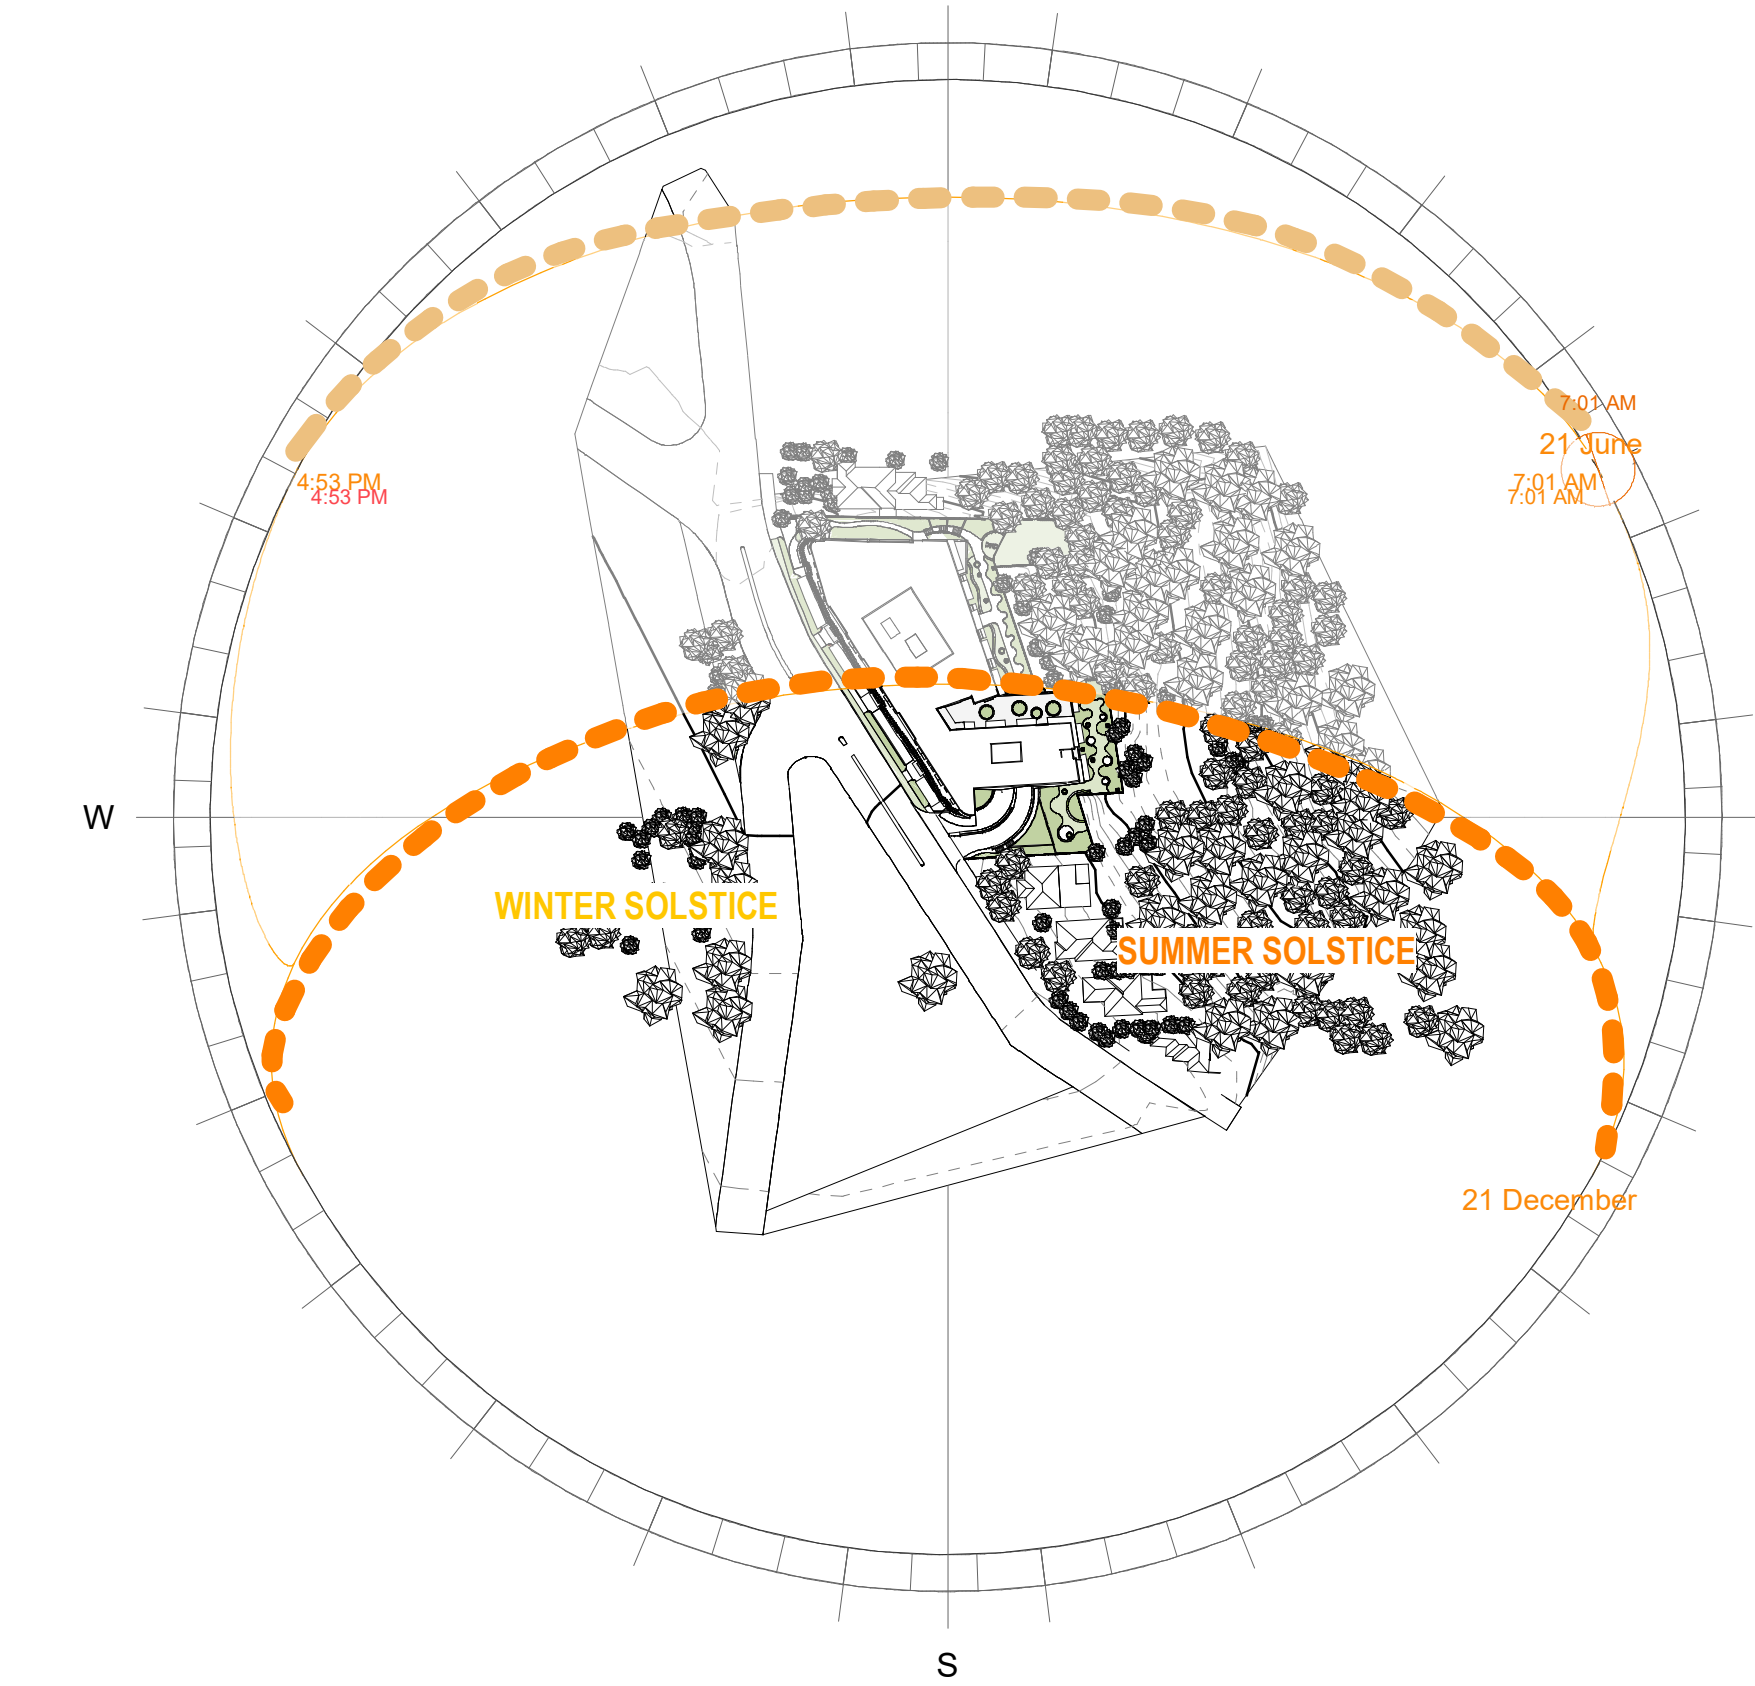 7:01 AM
21 June
4:53 PM
7:01 AM
4:53 PM
7:01 AM
W
WINTER SOLSTICE
SUMMER SOLSTICE
21 December
S